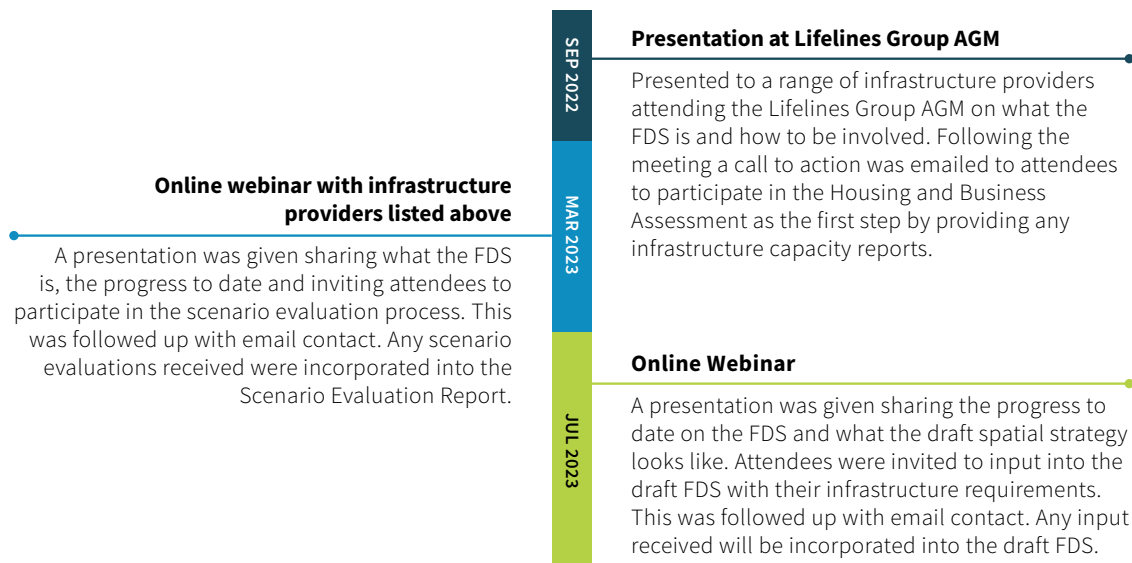 SEP 2022
Presentation at Lifelines Group AGM
Presented to a range of infrastructure providers
attending the Lifelines Group AGM on what the
FDS is and how to be involved. Following the
meeting a call to action was emailed to attendees
to participate in the Housing and Business
Assessment as the first step by providing any
infrastructure capacity reports.
MAR 2023
Online webinar with infrastructure
providers listed above
A presentation was given sharing what the FDS
is, the progress to date and inviting attendees to
participate in the scenario evaluation process. This
was followed up with email contact. Any scenario
evaluations received were incorporated into the
Scenario Evaluation Report.
JUL 2023
Online Webinar
A presentation was given sharing the progress to
date on the FDS and what the draft spatial strategy
looks like. Attendees were invited to input into the
draft FDS with their infrastructure requirements.
This was followed up with email contact. Any input
received will be incorporated into the draft FDS.